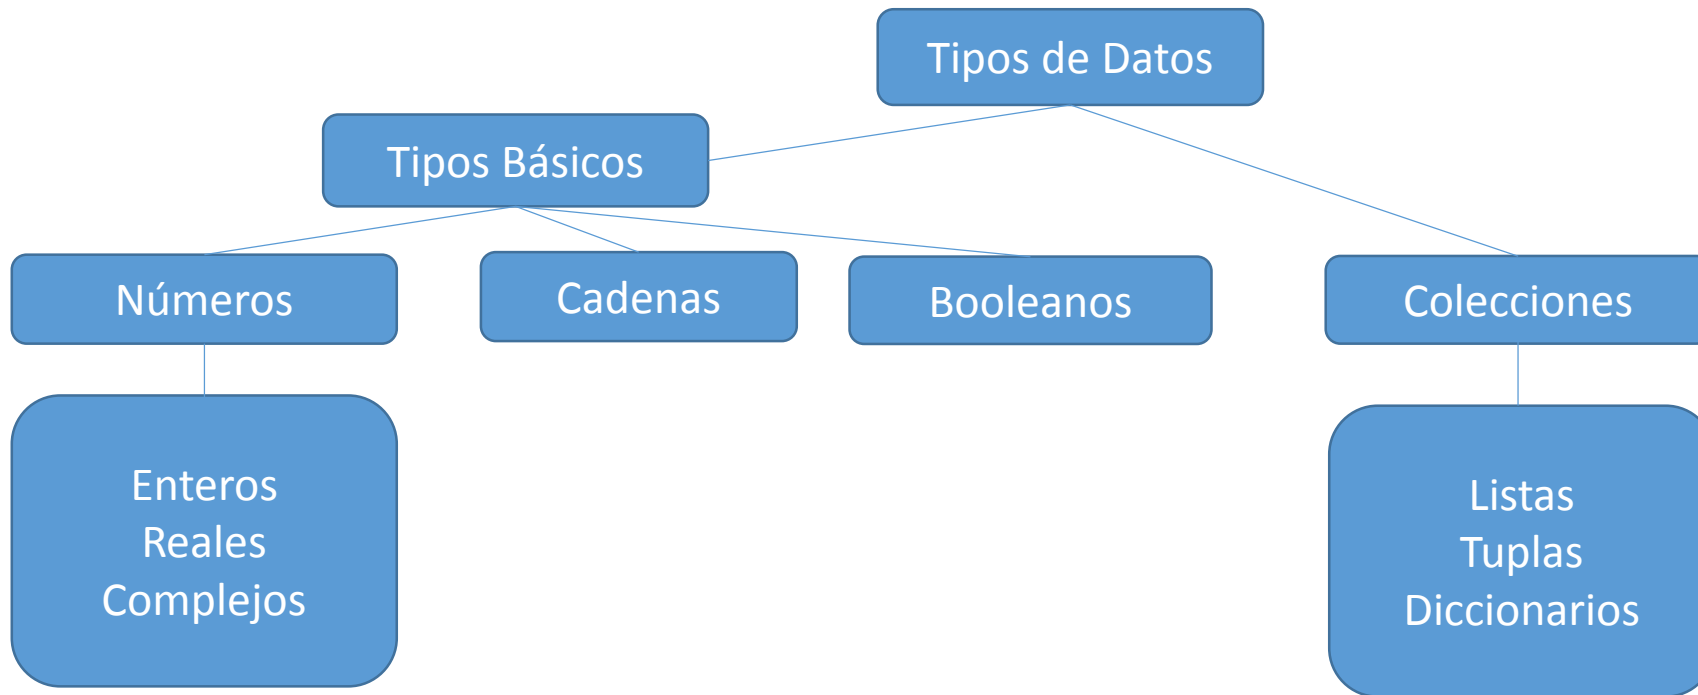 Tipos de Datos
Tipos Básicos
Números
Cadenas
Booleanos
Colecciones
Enteros
Reales
Complejos
Listas
Tuplas
Diccionarios